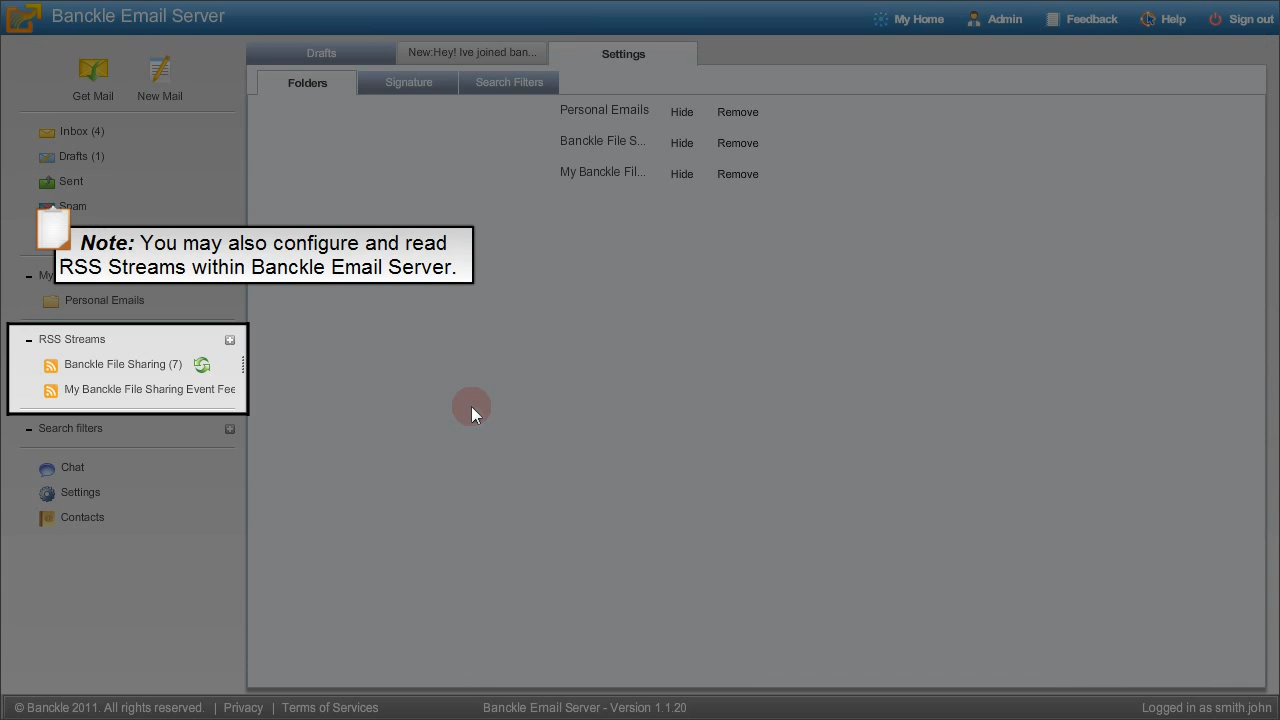 Banckle Email Server
My Home
Admin
Feedback
Help
Sign out
Drafts
New:Hey! Ive joined ban...
Settings
Get Mail
New Mail
Folders
Signature
Search Filters
Personal Emails Hide Remove
Banckle File S... Hide Remove
My Banckle Fil... Hide Remove
Inbox (4)
Drafts (1)
Sent
Spam
Note: You may also configure and read
RSS Streams within Banckle Email Server.
My
Personal Emails
RSS Streams
Banckle File Sharing (7)
My Banckle File Sharing Event Fee
Search filters
Chat
Settings
Contacts
© Banckle 2011. All rights reserved. | Privacy | Terms of Services
Banckle Email Server - Version 1.1.20
Logged in as smith.john